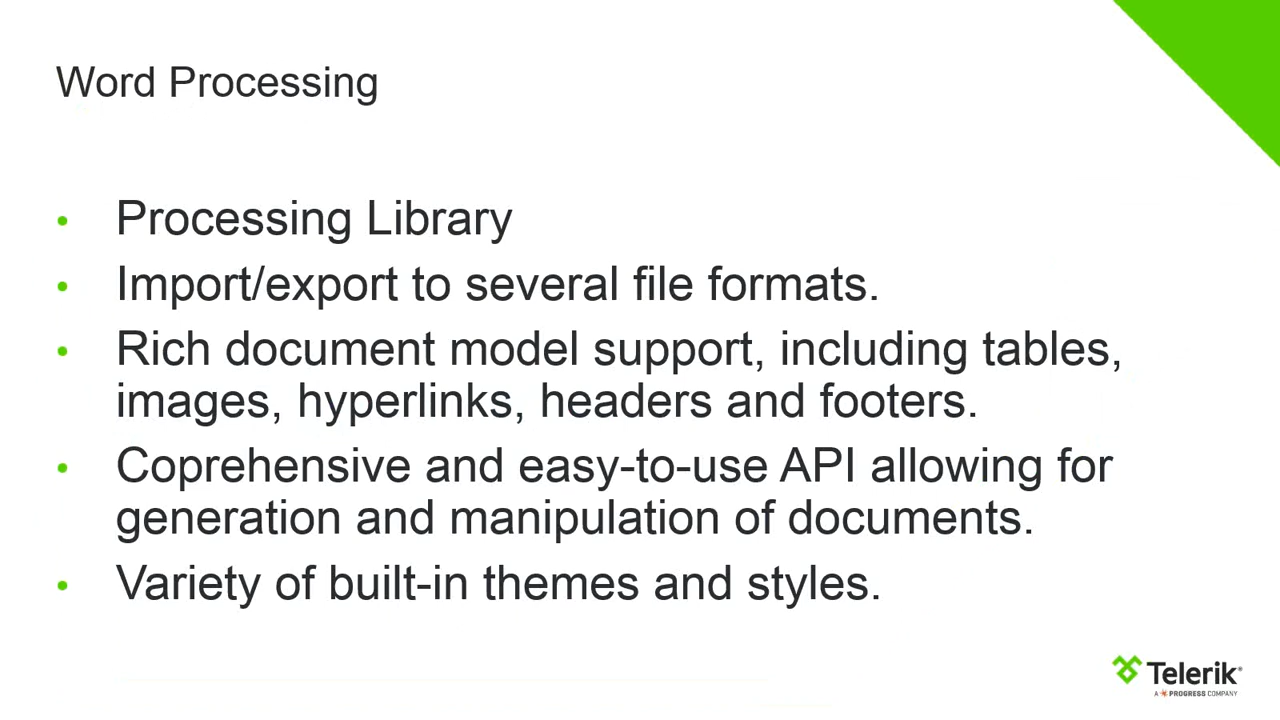 Word Processing
• Processing Library
• Import/export to several file formats.
• Rich document model support, including tables,
images, hyperlinks, headers and footers.
• Coprehensive and easy-to-use API allowing for
generation and manipulation of documents.
• Variety of built-in themes and styles.
Telerik®
A PROGRESS COMPANY